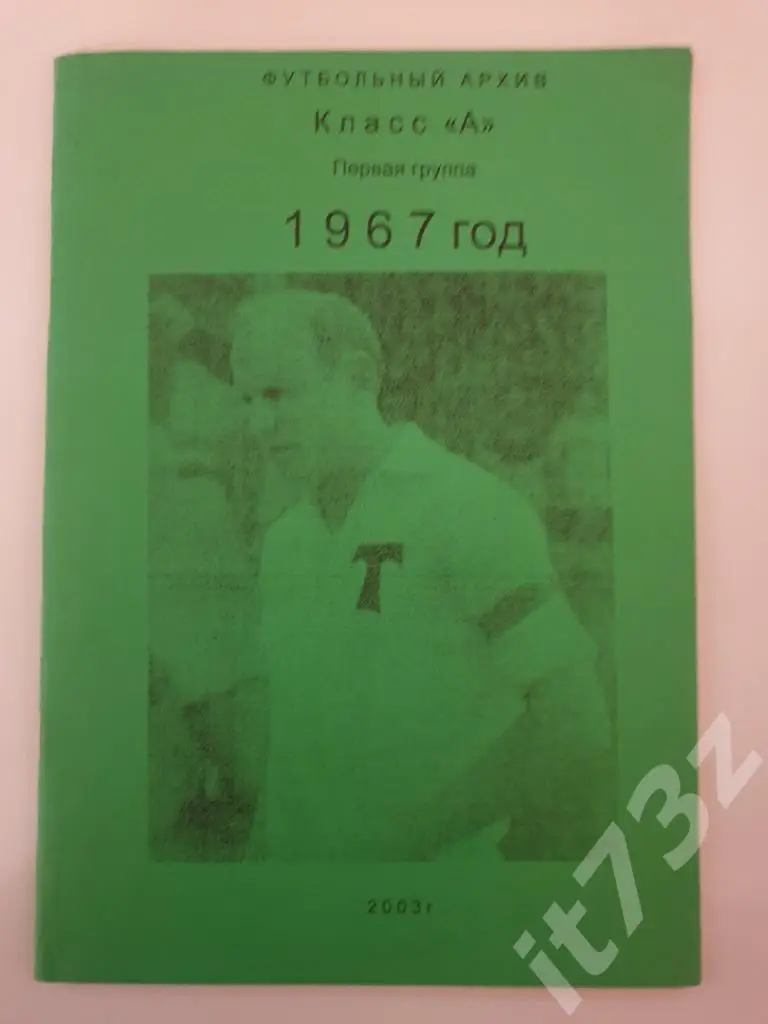 ФУТБОЛЬНЫЙ АРХИВ
Класс «А»
Первая группа
1967 год
Т
2003г
it73z